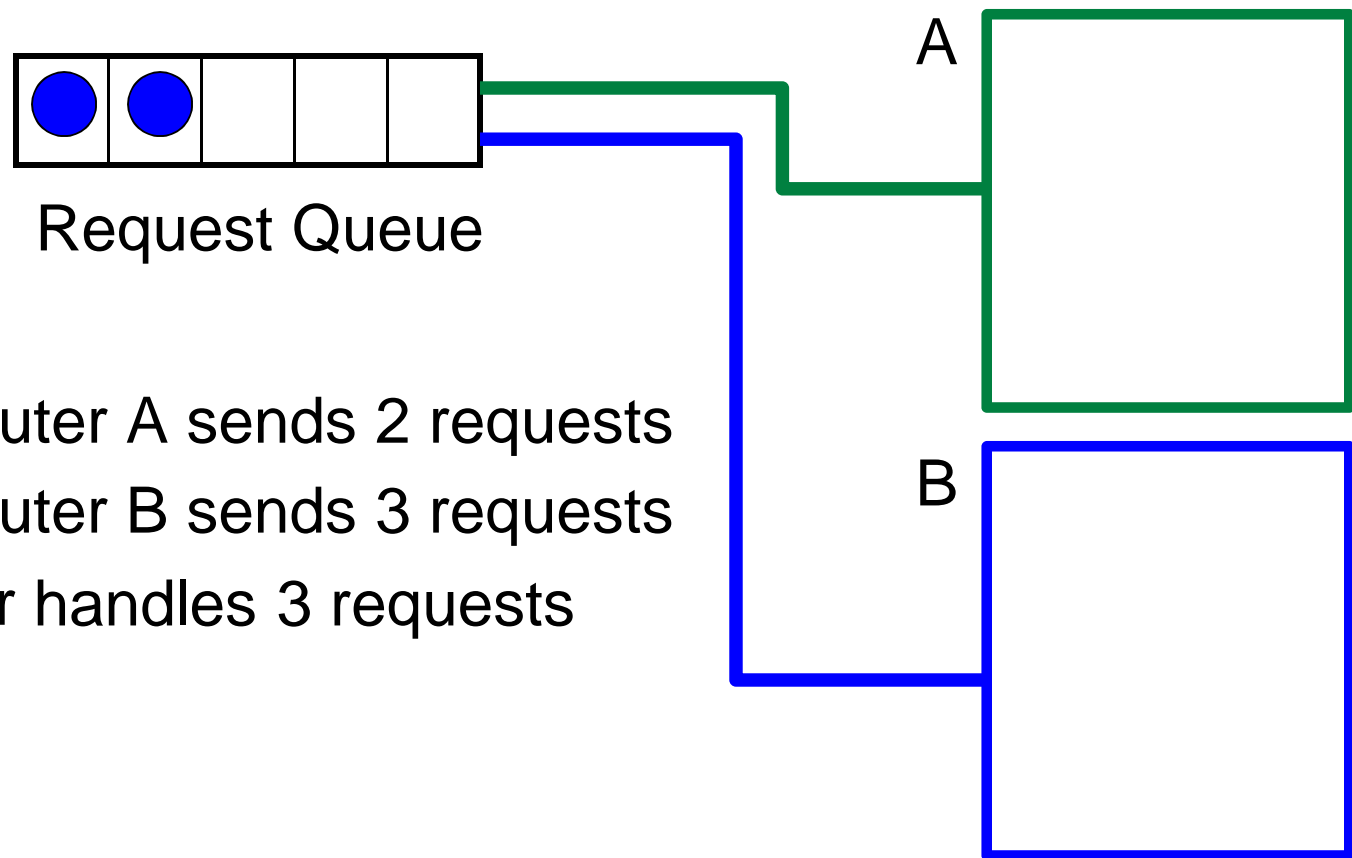 A
Request Queue
uter A sends 2 requests
uter B sends 3 requests
B
r handles 3 requests